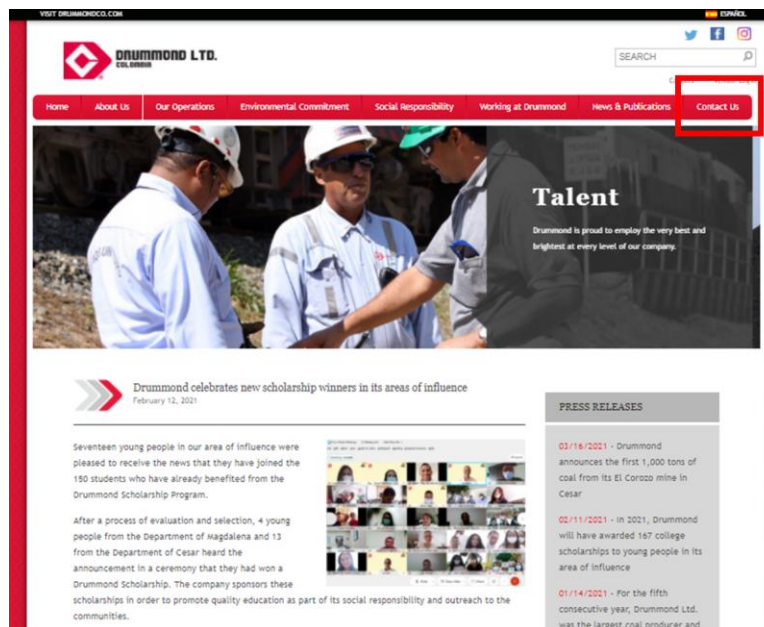 VISIT DRUMMONDCO.COM
ESPAÑOL
DRUMMOND LTD.
COLOMBIA
SEARCH
Home About Us Our Operations Environmental Commitment Social Responsibility Working at Drummond News & Publications Contact Us
Talent
Drummond is proud to employ the very best and
brightest at every level of our company.
Drummond celebrates new scholarship winners in its areas of influence
February 12, 2021
Seventeen young people in our area of influence were
pleased to receive the news that they have joined the
150 students who have already benefited from the
Drummond Scholarship Program.
After a process of evaluation and selection, 4 young
people from the Department of Magdalena and 13
from the Department of Cesar heard the
announcement in a ceremony that they had won a
Drummond Scholarship. The company sponsors these
scholarships in order to promote quality education as part of its social responsibility and outreach to the
communities.
PRESS RELEASES
03/16/2021 - Drummond
announces the first 1,000 tons of
coal from its El Corozo mine in
Cesar
02/11/2021 - In 2021, Drummond
will have awarded 167 college
scholarships to young people in its
area of influence
01/14/2021 - For the fifth
consecutive year, Drummond Ltd.
was the largest coal producer and